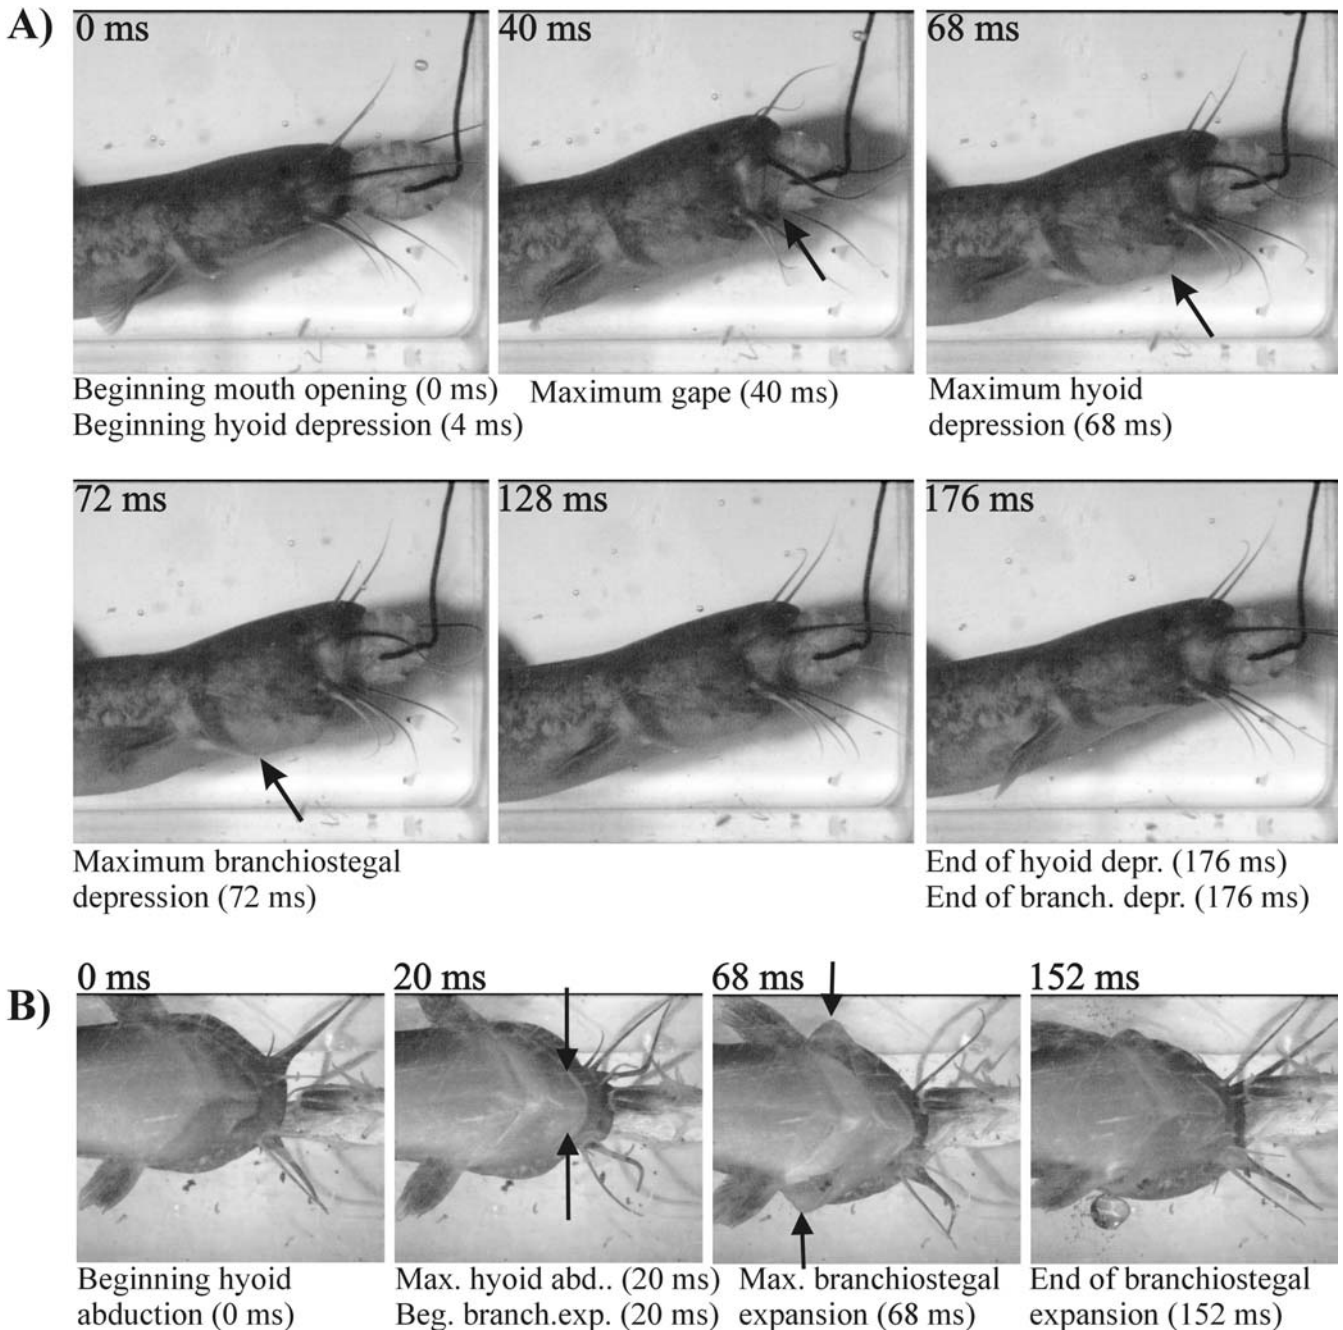 A)
0 ms
40 ms
68 ms
Beginning mouth opening (0 ms)
Beginning hyoid depression (4 ms)
Maximum gape (40 ms)
Maximum hyoid
depression (68 ms)
72 ms
128 ms
176 ms
Maximum branchiostegal
depression (72 ms)
End of hyoid depr. (176 ms)
End of branch. depr. (176 ms)
B)
0 ms
20 ms
68 ms
152 ms
Beginning hyoid
abduction (0 ms)
Max. hyoid abd.. (20 ms)
Beg. branch.exp. (20 ms)
Max. branchiostegal
expansion (68 ms)
End of branchiostegal
expansion (152 ms)